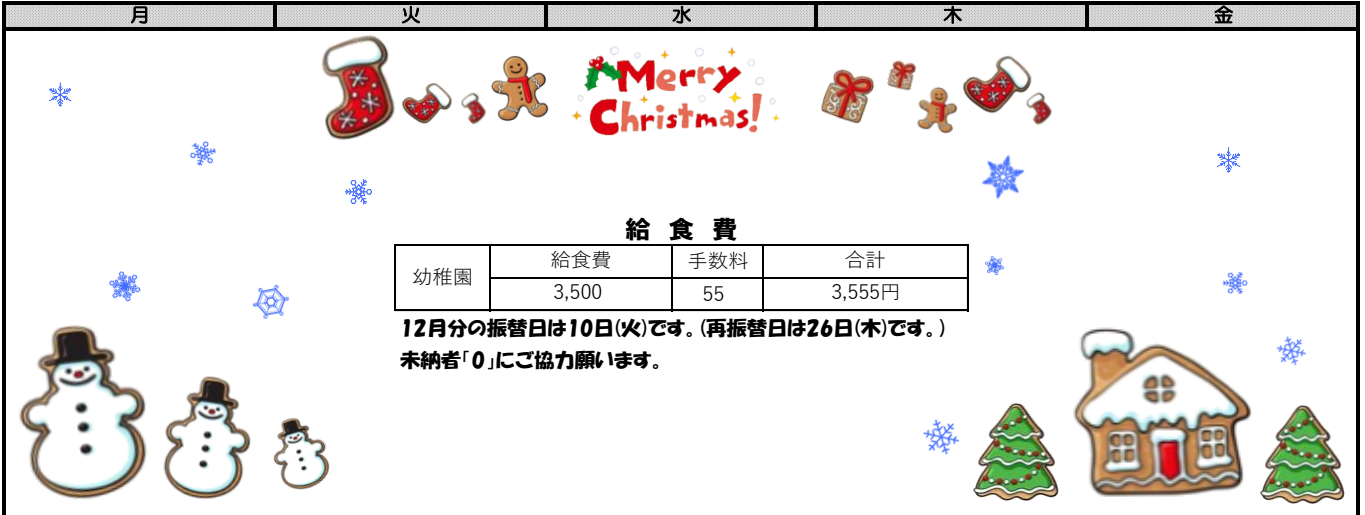 月 火 水 木 金
Merry
Christmas!
給 食 費
幼稚園 給食費 手数料 合計
3,500 55 3,555円
12月分の振替日は10日(火)です。(再振替日は26日(木)です。)
未納者「0」にご協力願います。